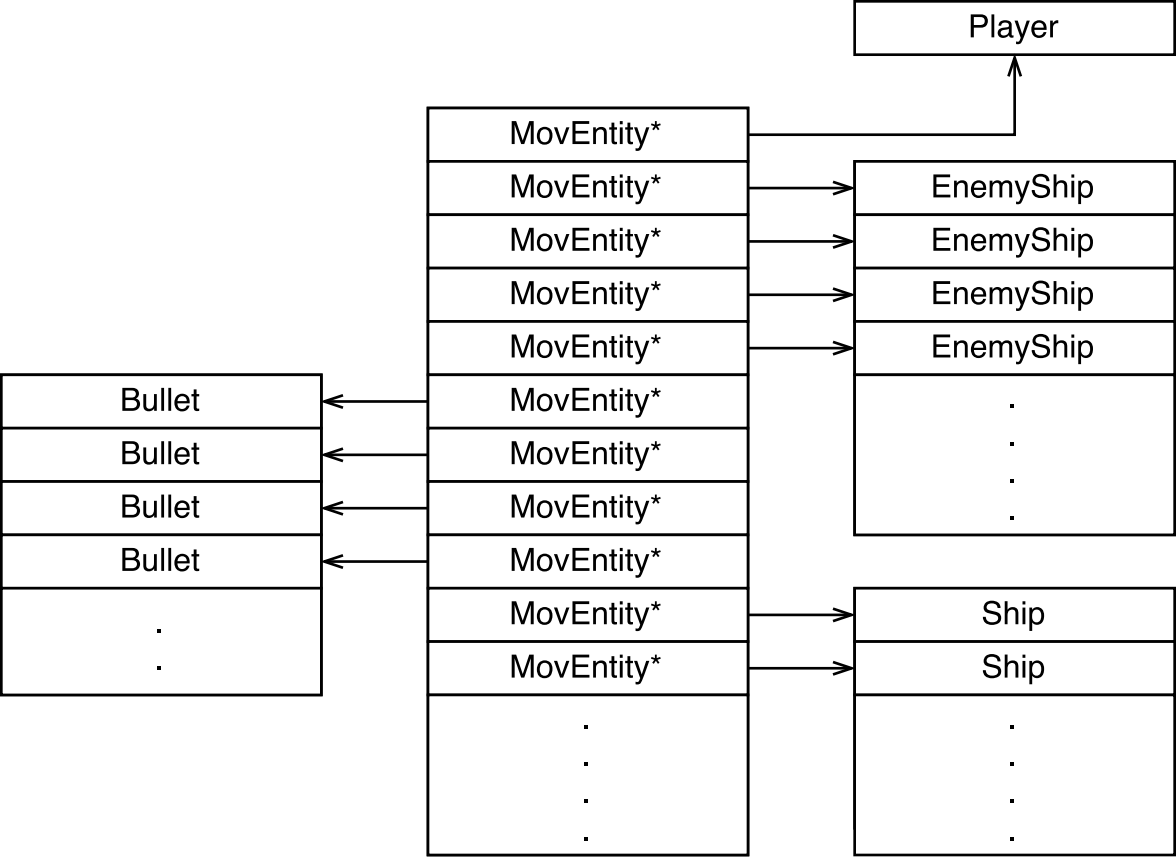 Player
MovEntity*
MovEntity*
EnemyShip
MovEntity*
EnemyShip
MovEntity*
EnemyShip
MovEntity*
EnemyShip
Bullet
MovEntity*
.
Bullet
MovEntity*
.
Bullet
MovEntity*
.
Bullet
MovEntity*
.
MovEntity*
Ship
.
MovEntity*
Ship
.
.
.
.
.
.
.
.
.